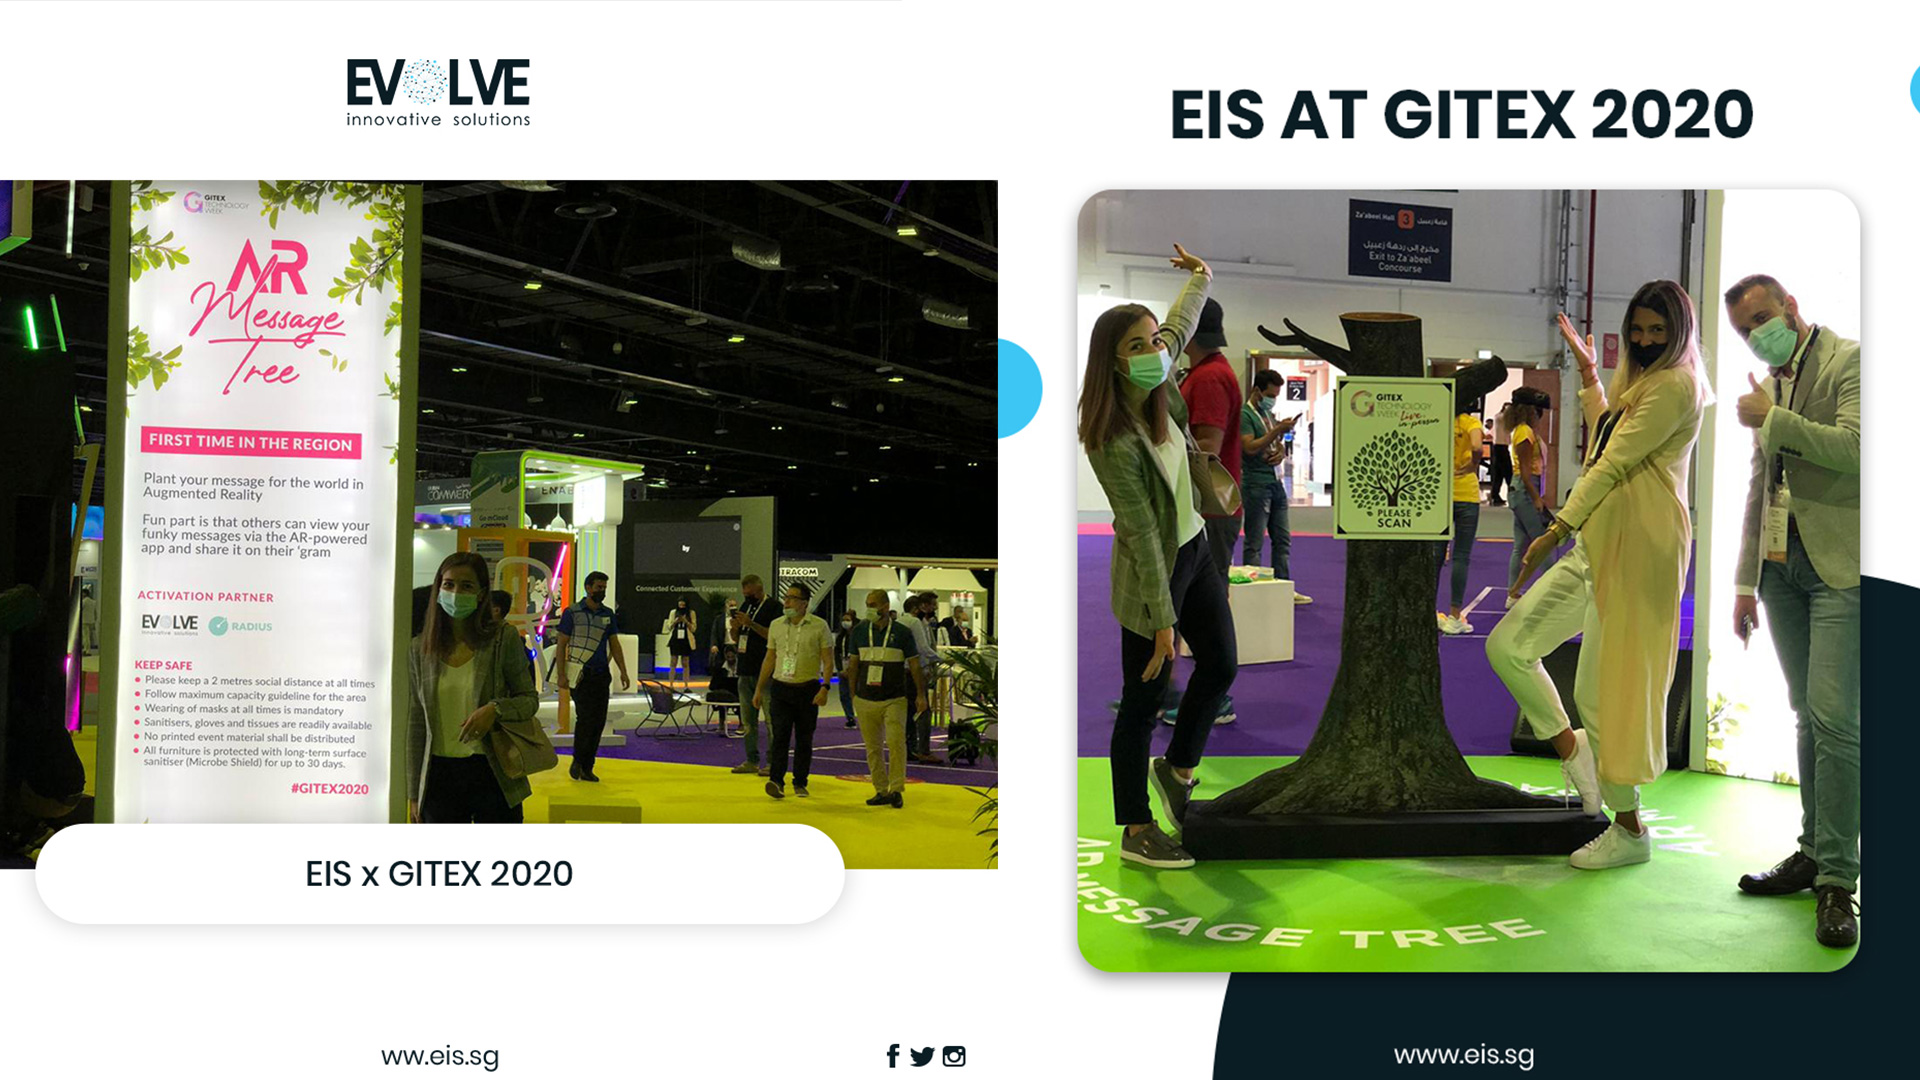 EVOLVE
innovative solutions
GITEX
TECHNOLOGY
WEEK
AR
Message
Tree
FIRST TIME IN THE REGION
Plant your message for the world in
Augmented Reality
Fun part is that others can view your
funky messages via the AR-powered
app and share it on their 'gram
ACTIVATION PARTNER
EVOLVE
innovative solutions
RADIUS
KEEP SAFE
• Please keep a 2 metres social distance at all times
• Follow maximum capacity guideline for the area
• Wearing of masks at all times is mandatory
• Sanitisers, gloves and tissues are readily available
• No printed event material shall be distributed
• All furniture is protected with long-term surface
sanitiser (Microbe Shield) for up to 30 days.
#GITEX2020
by
Connected Customer Experience
EIS x GITEX 2020
ww.eis.sg
EIS AT GITEX 2020
Za'abeel Hall 3 قاعة زعبيل
مخرج إلى ردهة زعبيل
Exit to Za'abeel
Concourse
2
GITEX
TECHNOLOGY
WEEK Live,
in-person
PLEASE
SCAN
AR MESSAGE TREE
www.eis.sg